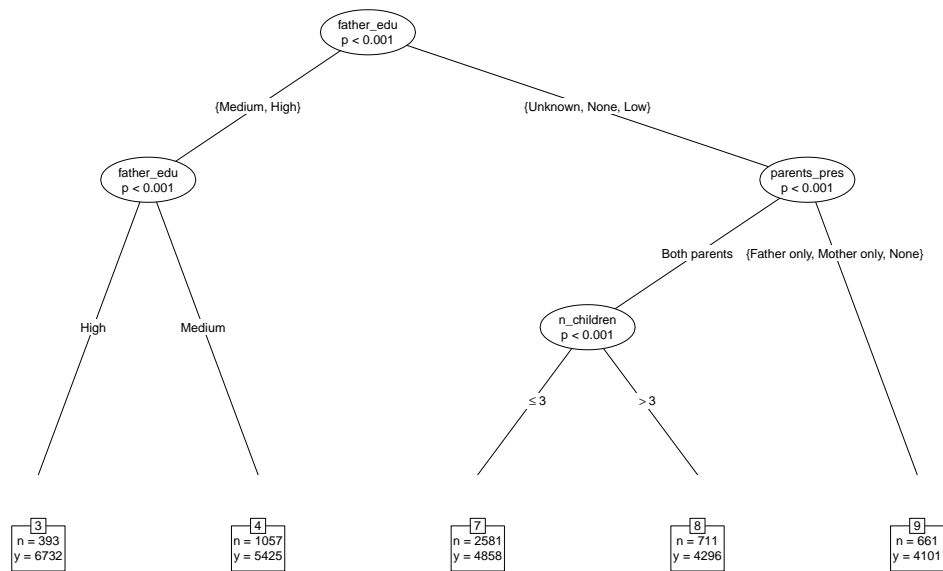 father_edu
p < 0.001
{Medium, High}
{Unknown, None, Low}
father_edu
p < 0.001
parents_pres
p < 0.001
Both parents
{Father only, Mother only, None}
High
Medium
n_children
p < 0.001
≤ 3
> 3
3
n = 393
y = 6732
4
n = 1057
y = 5425
7
n = 2581
y = 4858
8
n = 711
y = 4296
9
n = 661
y = 4101